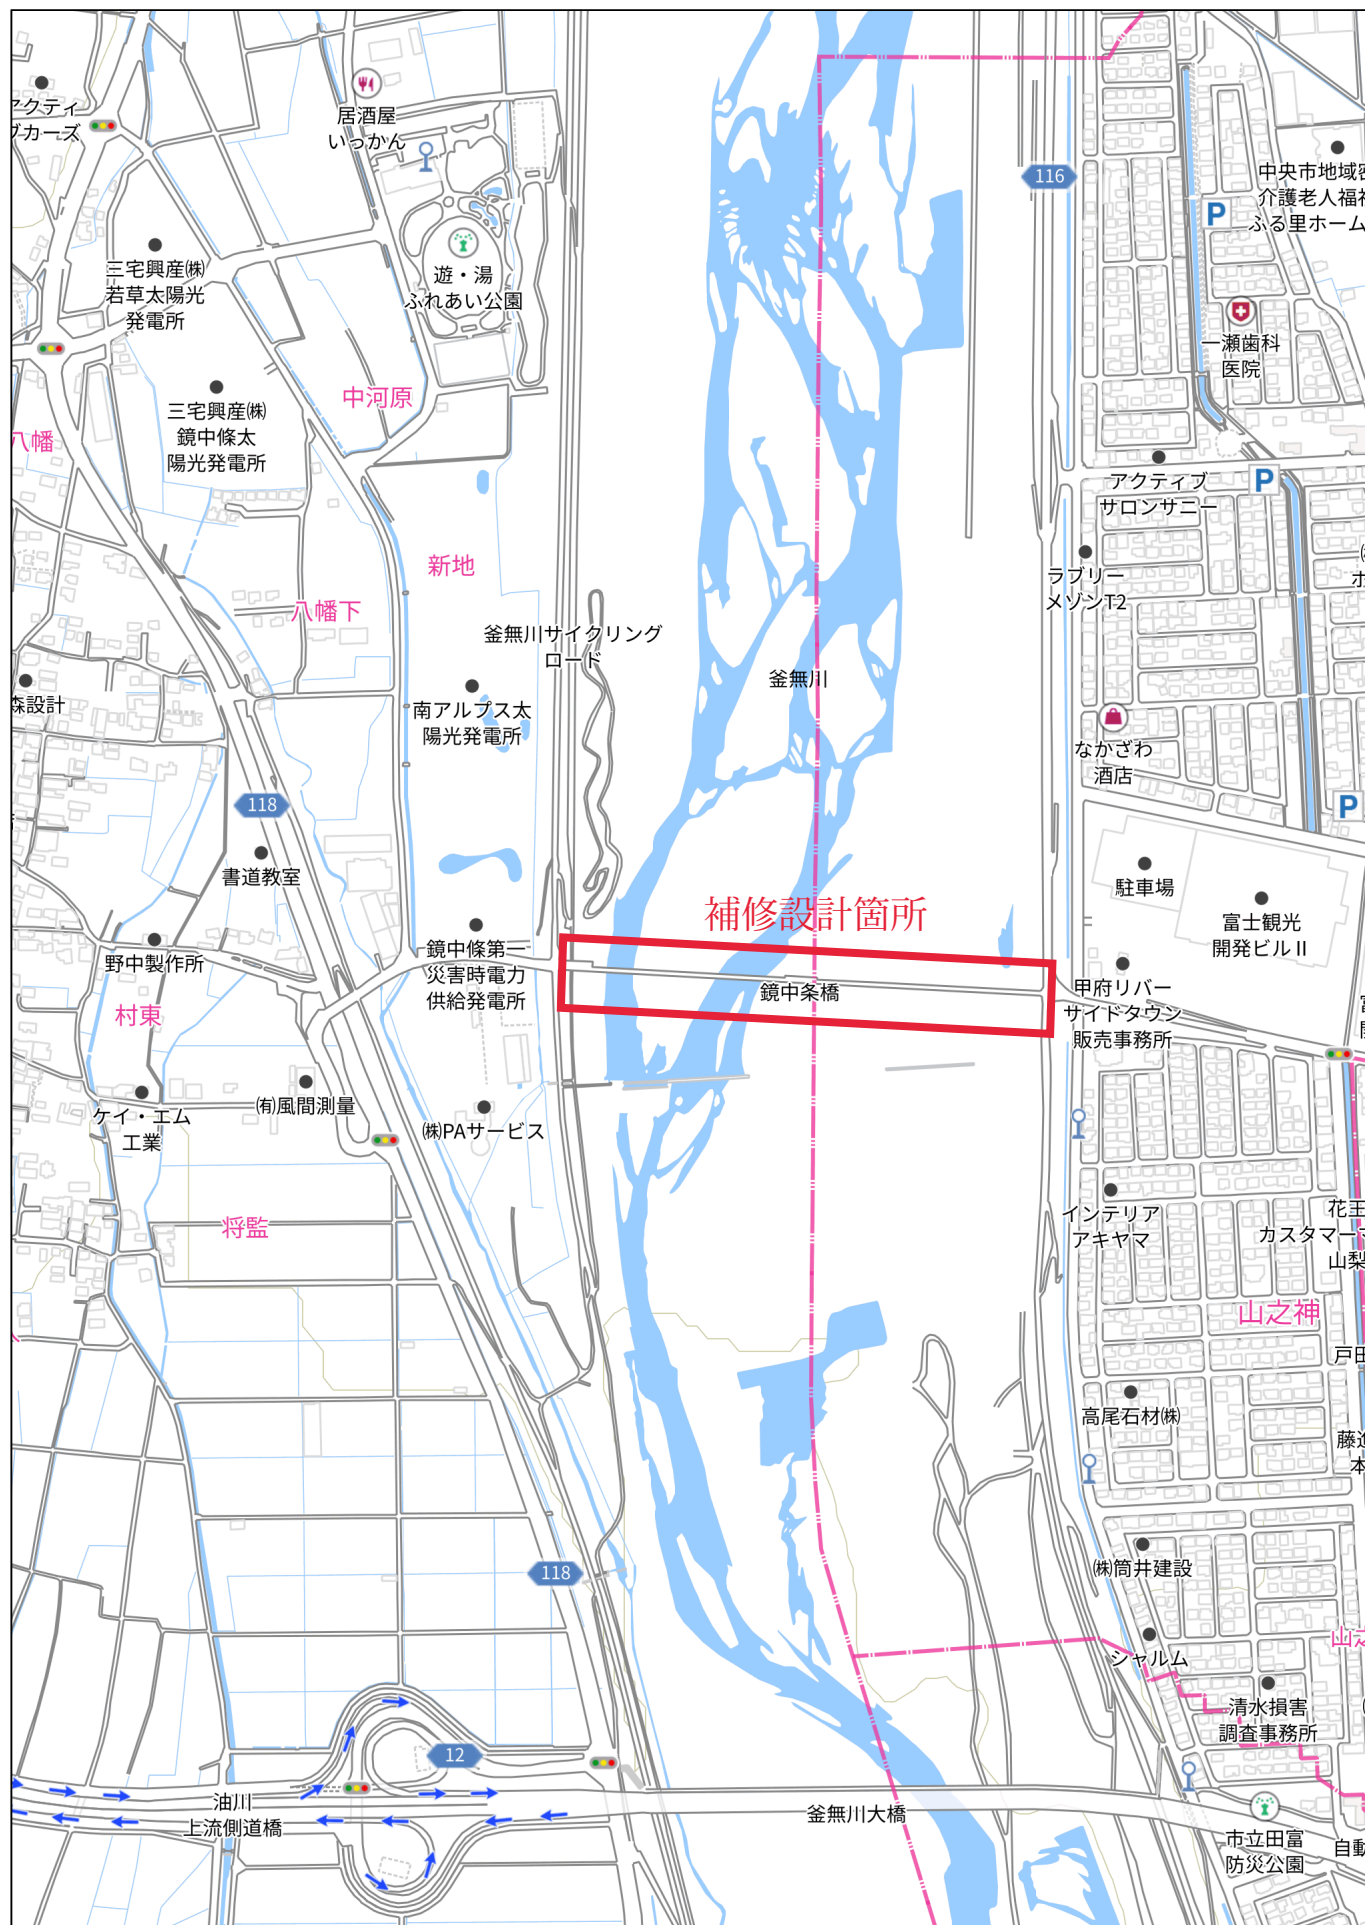 アクティ
ブカーズ
居酒屋
いっかん
116
P
中央市地域密
介護老人福祉
ふる里ホーム
三宅興産㈱
若草太陽光
発電所
遊・湯
ふれあい公園
一瀬歯科
医院
三宅興産㈱
鏡中條太
陽光発電所
中河原
八幡
アクティブ
サロンサニー
P
新地
八幡下
ラブリー
メゾンT2
釜無川サイクリング
ロード
釜無川
森設計
南アルプス太
陽光発電所
なかざわ
酒店
118
P
書道教室
駐車場
富士観光
開発ビルⅡ
補修設計箇所
野中製作所
鏡中條第一
災害時電力
供給発電所
鏡中条橋
甲府リバー
サイドタウン
販売事務所
村東
ケイ・エム
工業
㈲風間測量
㈱PAサービス
将監
インテリア
アキヤマ
花王
カスタマーマ
山梨
山之神
戸田
高尾石材㈱
藤進
本
㈱筒井建設
118
シャルム
山之
清水損害
調査事務所
12
油川
上流側道橋
釜無川大橋
市立田富
防災公園
自動